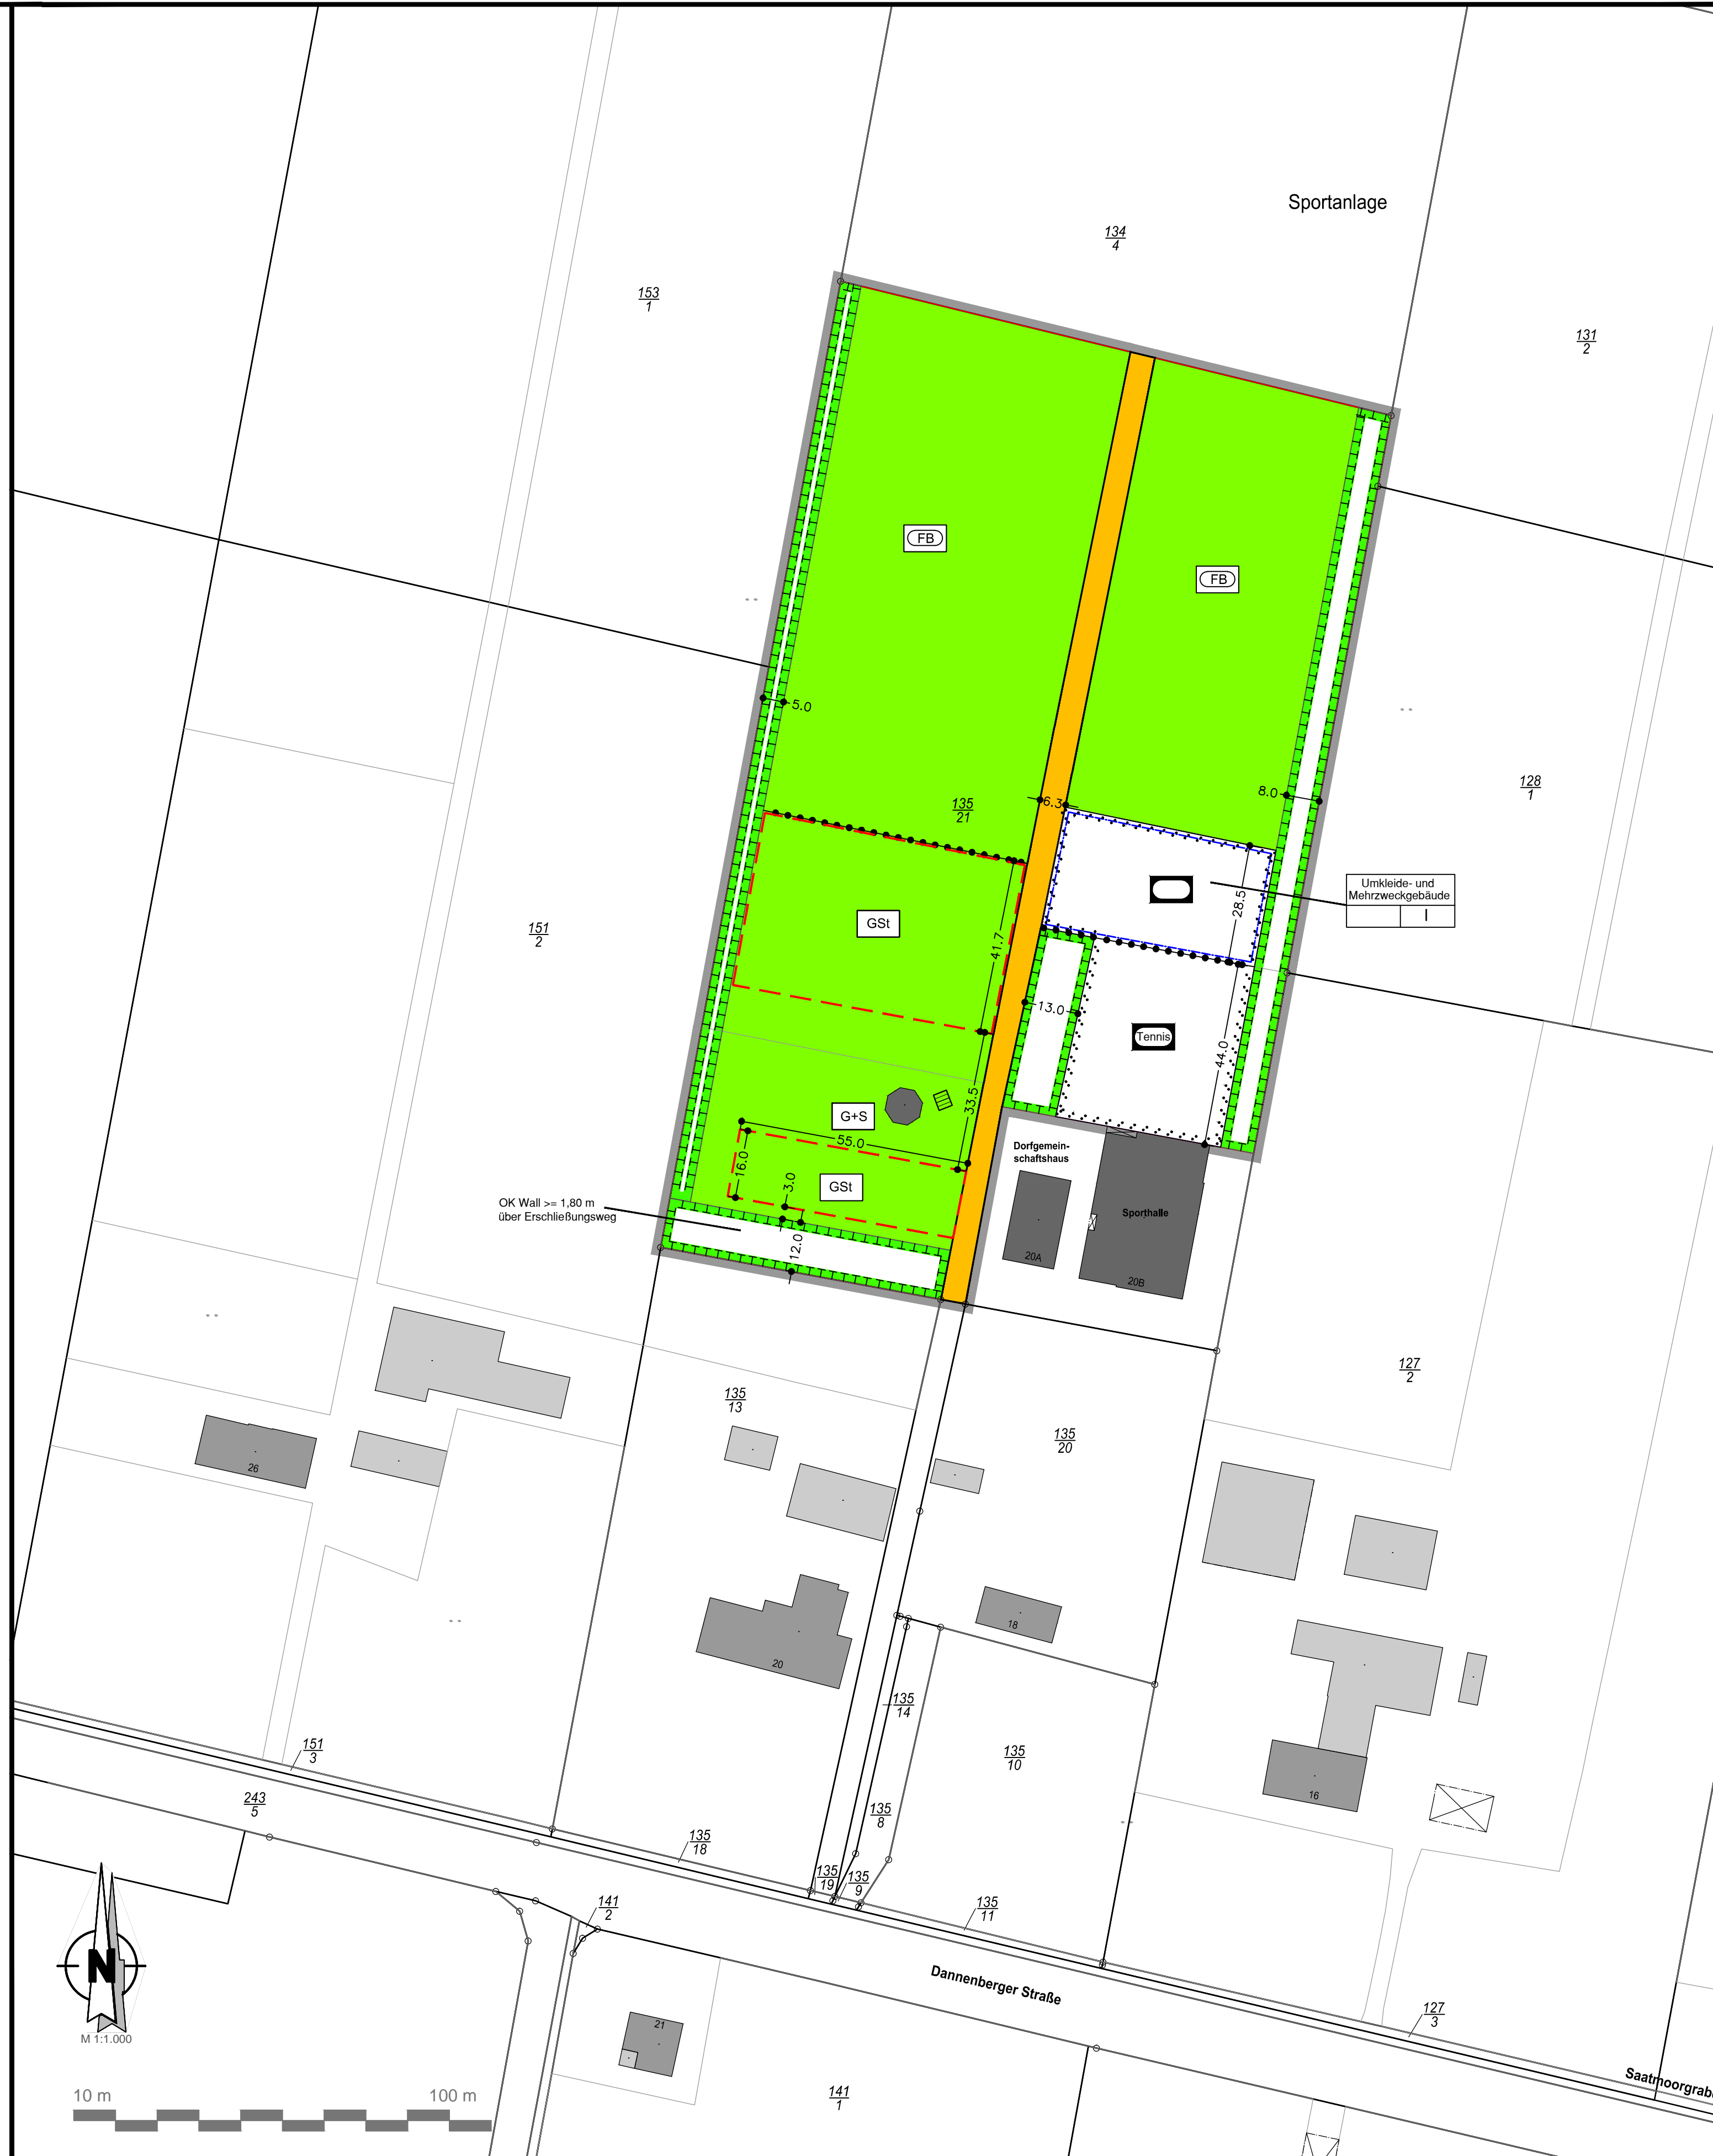 Sportanlage
134
4
153
1
131
2
FB
FB
5.0
135
21
6.3
8.0
128
1
Umkleide- und
Mehrzweckgebäude
I
28.5
GSt
151
2
41.7
13.0
Tennis
44.0
G+S
33.5
55.0
Dorfgemein-
schaftshaus
16.0
3.0
GSt
OK Wall >= 1,80 m
über Erschließungsweg
Sporthalle
12.0
20A
20B
127
2
135
13
135
20
26
18
20
135
14
151
3
135
10
16
243
5
135
8
135
18
135
19
135
9
141
2
135
11
Dannenberger Straße
N
M 1:1.000
127
3
21
Saatmoorgrabe
10 m
100 m
141
1